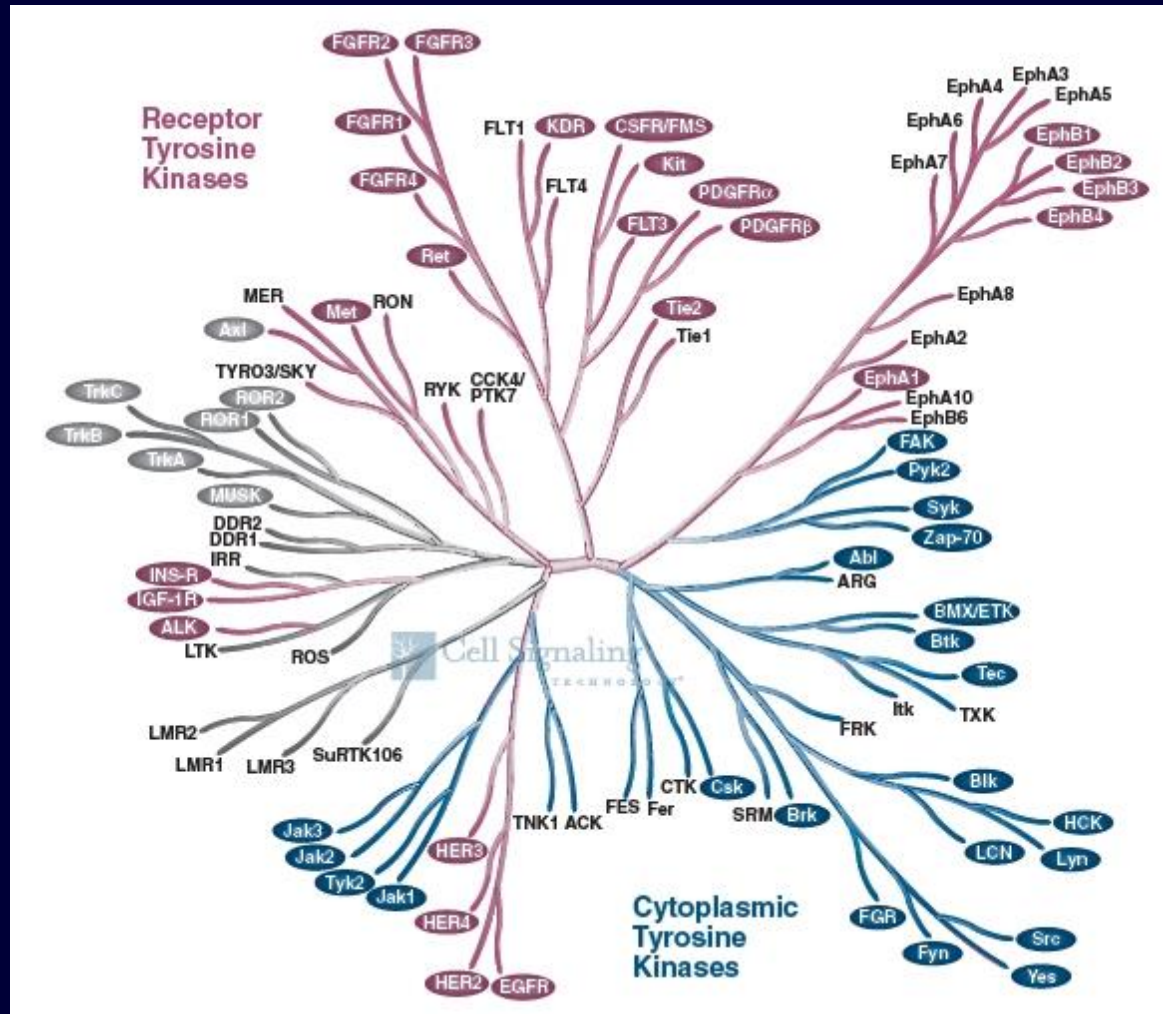 FGFR2
FGFR3
Receptor
Tyrosine
Kinases
FGFR1
FGFR4
Ret
FLT1
KDR
FLT4
CSFR/FMS
Kit
FLT3
PDGFRα
PDGFRβ
Tie2
Tie1
EphA3
EphA4
EphA5
EphA6
EphA7
EphB1
EphB2
EphB3
EphB4
EphA8
EphA2
EphA1
EphA10
EphB6
MER
Axl
Met
RON
TYRO3/SKY
RYK
CCK4/
PTK7
TrkC
ROR2
ROR1
TrkB
TrkA
MUSK
DDR2
DDR1
IRR
INS-R
IGF-1R
ALK
LTK
ROS
Cell Signaling
TECHNOLOGY®
LMR2
LMR1
LMR3
SuRTK106
FAK
Pyk2
Syk
Zap-70
Abl
ARG
BMX/ETK
Btk
Tec
TXK
Itk
FRK
Jak3
Jak2
Tyk2
Jak1
HER3
HER4
HER2
EGFR
TNK1
ACK
FES
Fer
CTK
Csk
SRM
Brk
Blk
HCK
Lyn
LCN
FGR
Fyn
Src
Yes
Cytoplasmic
Tyrosine
Kinases